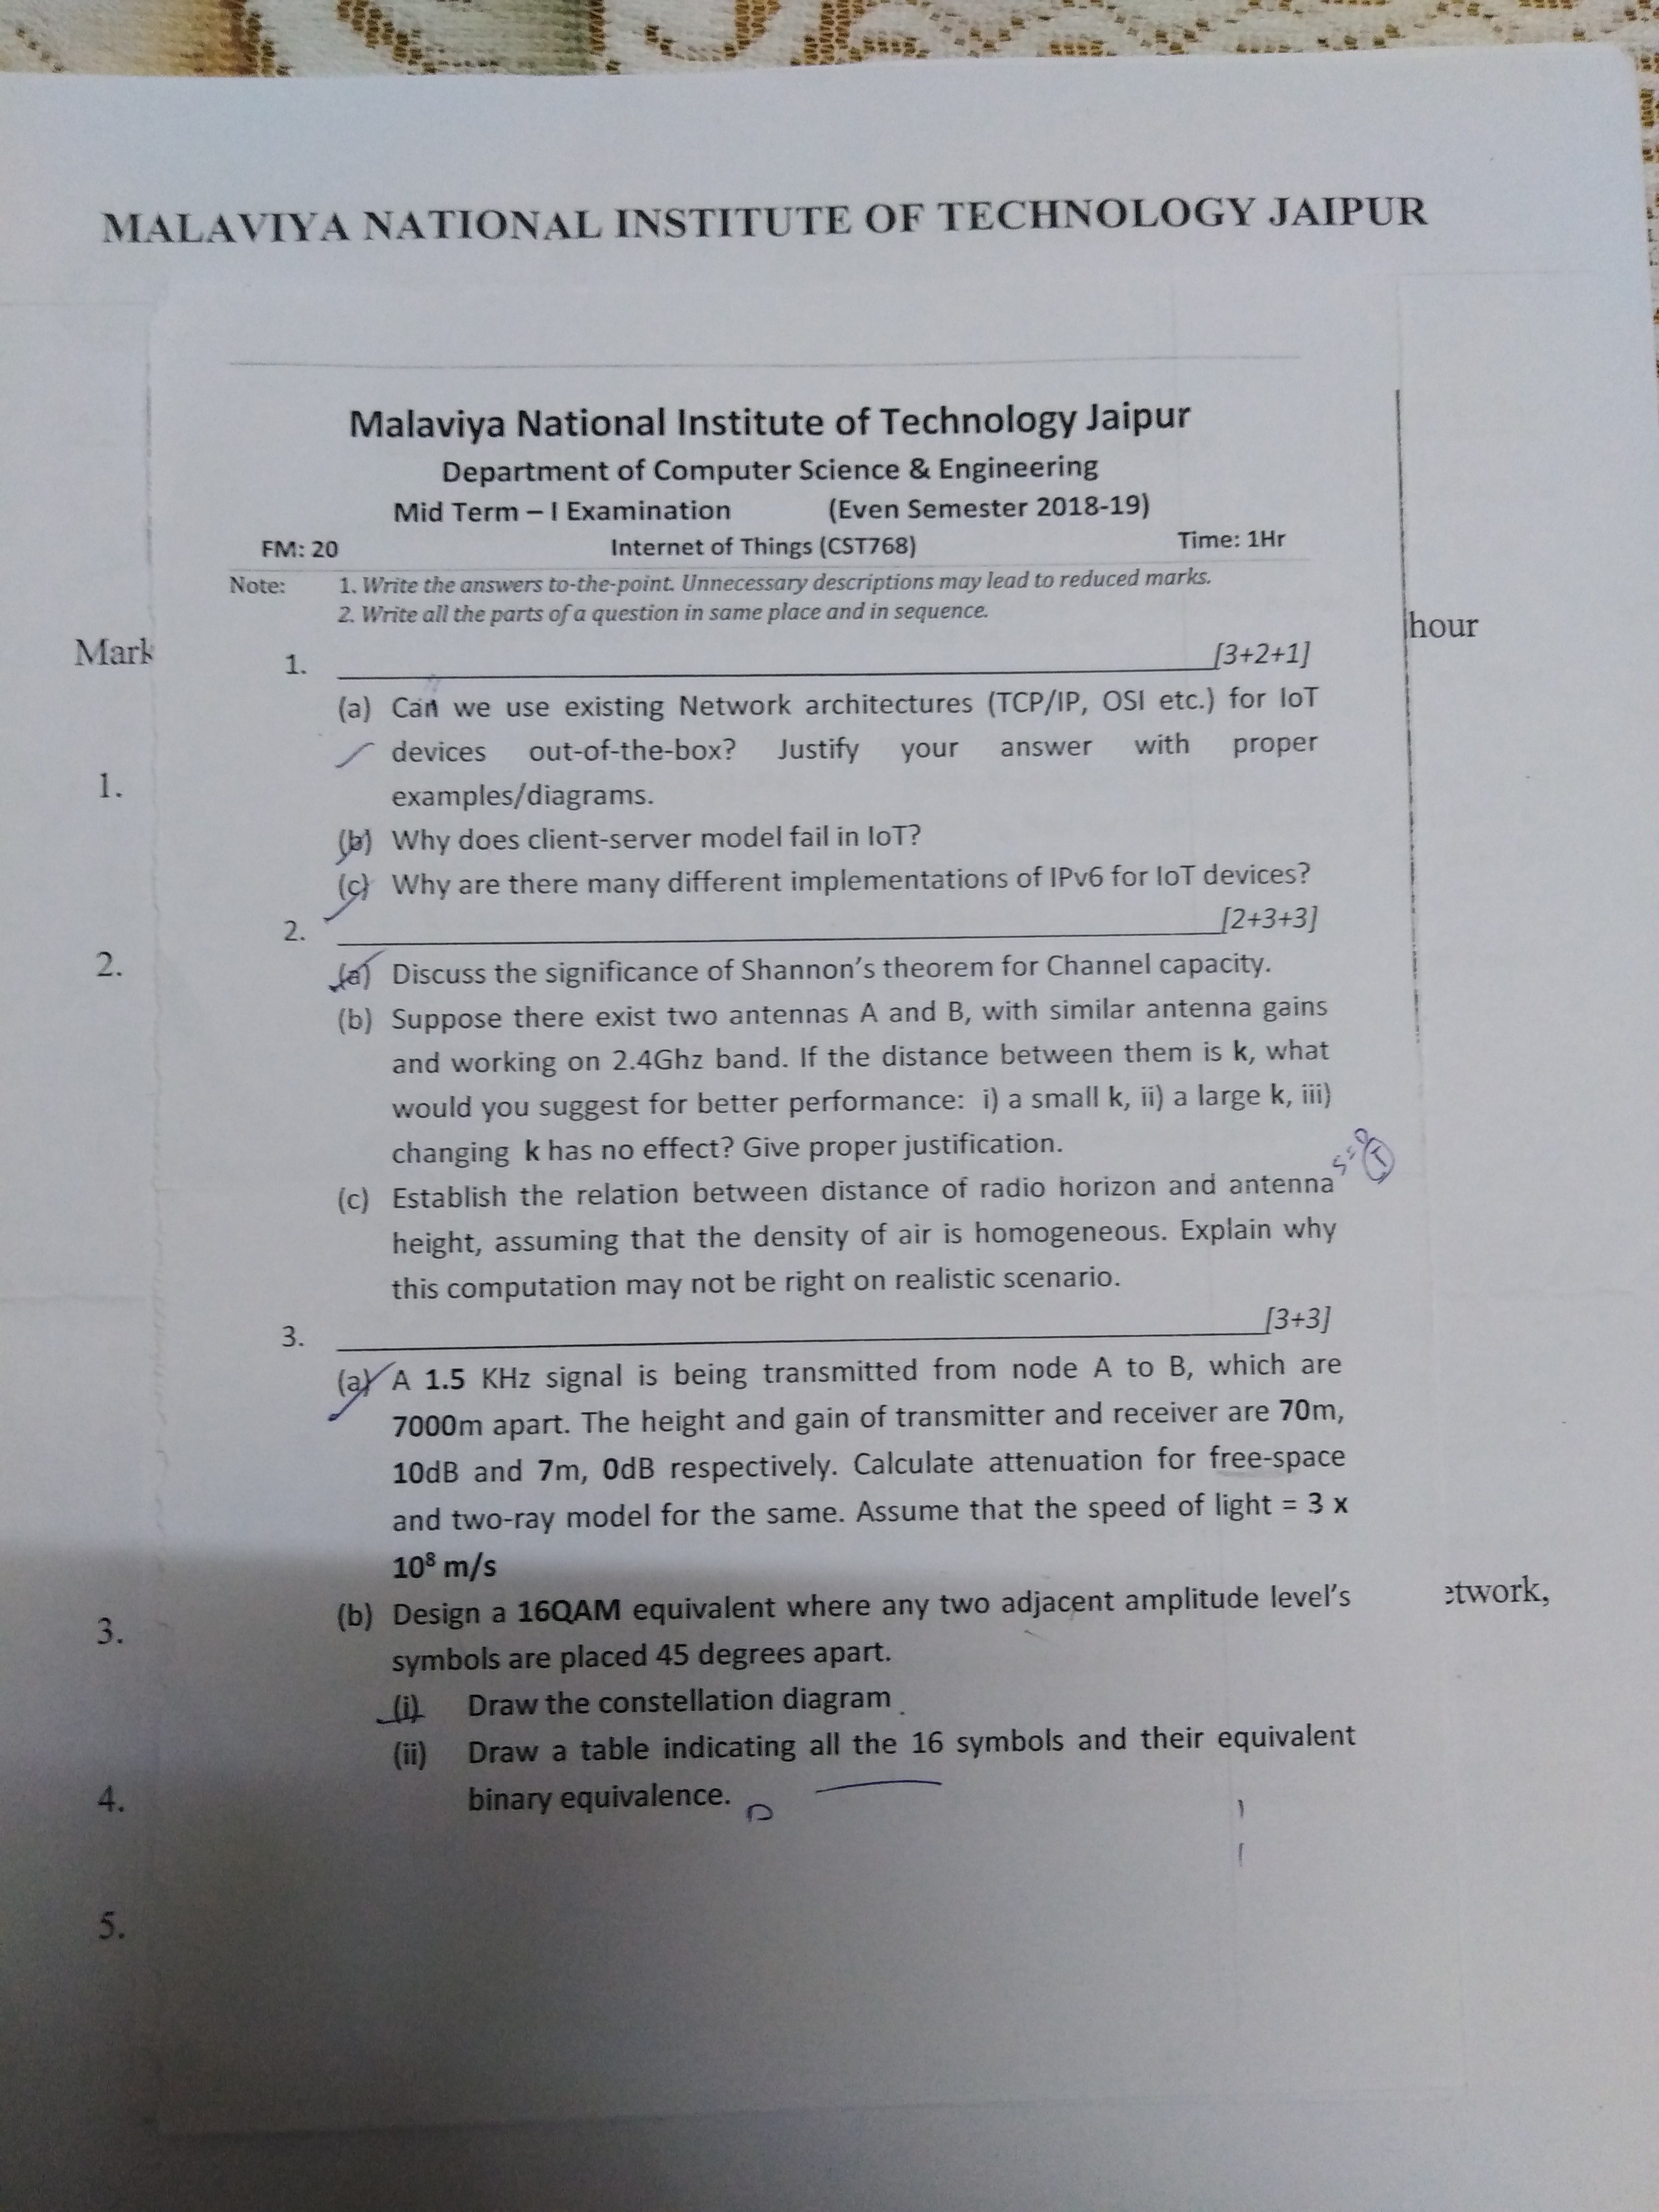 MALAVIYA NATIONAL INSTITUTE OF TECHNOLOGY JAIPUR
Malaviya National Institute of Technology Jaipur
Department of Computer Science & Engineering
Mid Term – I Examination (Even Semester 2018-19)
FM: 20 Internet of Things (CST768) Time: 1Hr
Note: 1. Write the answers to-the-point. Unnecessary descriptions may lead to reduced marks.
2. Write all the parts of a question in same place and in sequence.
Mark hour
1. [3+2+1]
(a) Can we use existing Network architectures (TCP/IP, OSI etc.) for IoT
devices out-of-the-box? Justify your answer with proper
1.
examples/diagrams.
(b) Why does client-server model fail in IoT?
(c) Why are there many different implementations of IPv6 for IoT devices?
2. [2+3+3]
2.
(a) Discuss the significance of Shannon's theorem for Channel capacity.
(b) Suppose there exist two antennas A and B, with similar antenna gains
and working on 2.4Ghz band. If the distance between them is k, what
would you suggest for better performance: i) a small k, ii) a large k, iii)
changing k has no effect? Give proper justification.
(c) Establish the relation between distance of radio horizon and antenna
height, assuming that the density of air is homogeneous. Explain why
this computation may not be right on realistic scenario.
3. [3+3]
(a) A 1.5 KHz signal is being transmitted from node A to B, which are
7000m apart. The height and gain of transmitter and receiver are 70m,
10dB and 7m, 0dB respectively. Calculate attenuation for free-space
and two-ray model for the same. Assume that the speed of light = 3 x
10⁸ m/s
(b) Design a 16QAM equivalent where any two adjacent amplitude level's
etwork,
3.
symbols are placed 45 degrees apart.
(i) Draw the constellation diagram
(ii) Draw a table indicating all the 16 symbols and their equivalent
binary equivalence.
4.
5.